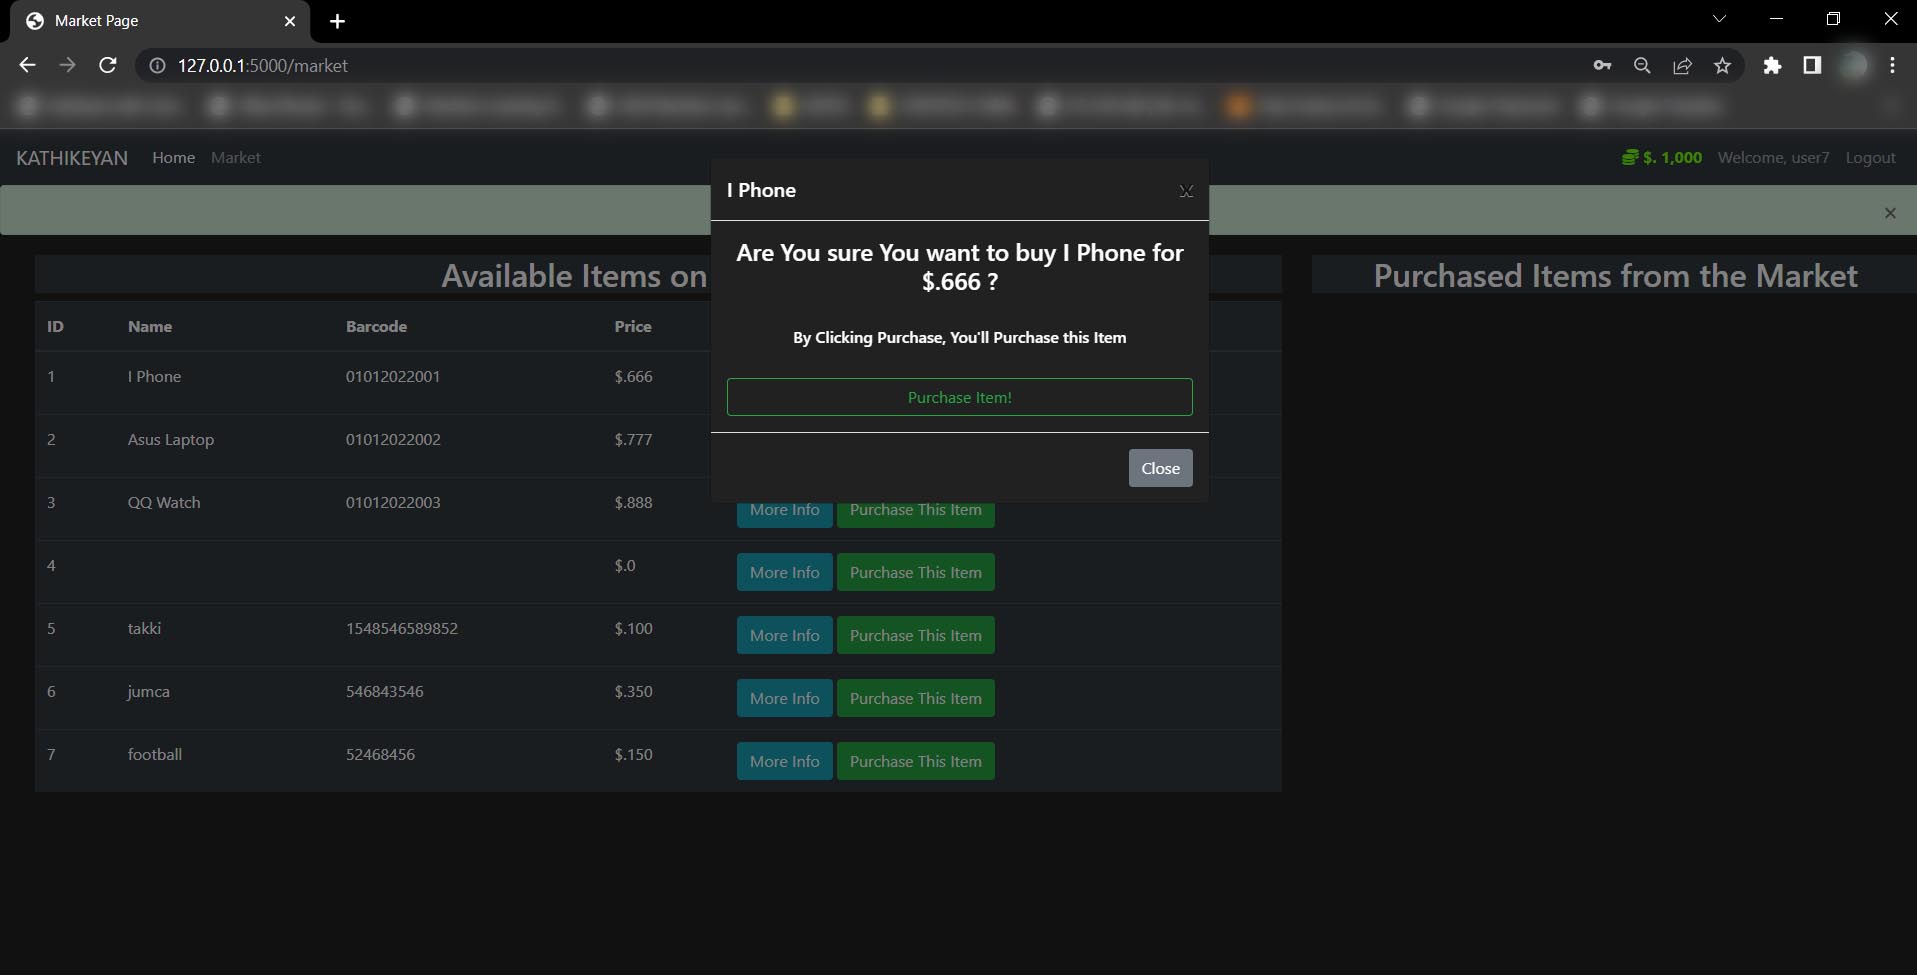 Market Page
127.0.0.1:5000/market
KATHIKEYAN Home Market $. 1,000 Welcome, user7 Logout
I Phone x
×
Are You sure You want to buy I Phone for
$.666 ?
By Clicking Purchase, You'll Purchase this Item
Purchase Item!
Close
Available Items on
Purchased Items from the Market
ID Name Barcode Price
1 I Phone 01012022001 $.666
2 Asus Laptop 01012022002 $.777
3 QQ Watch 01012022003 $.888 More Info Purchase This Item
4 $.0 More Info Purchase This Item
5 takki 1548546589852 $.100 More Info Purchase This Item
6 jumca 546843546 $.350 More Info Purchase This Item
7 football 52468456 $.150 More Info Purchase This Item